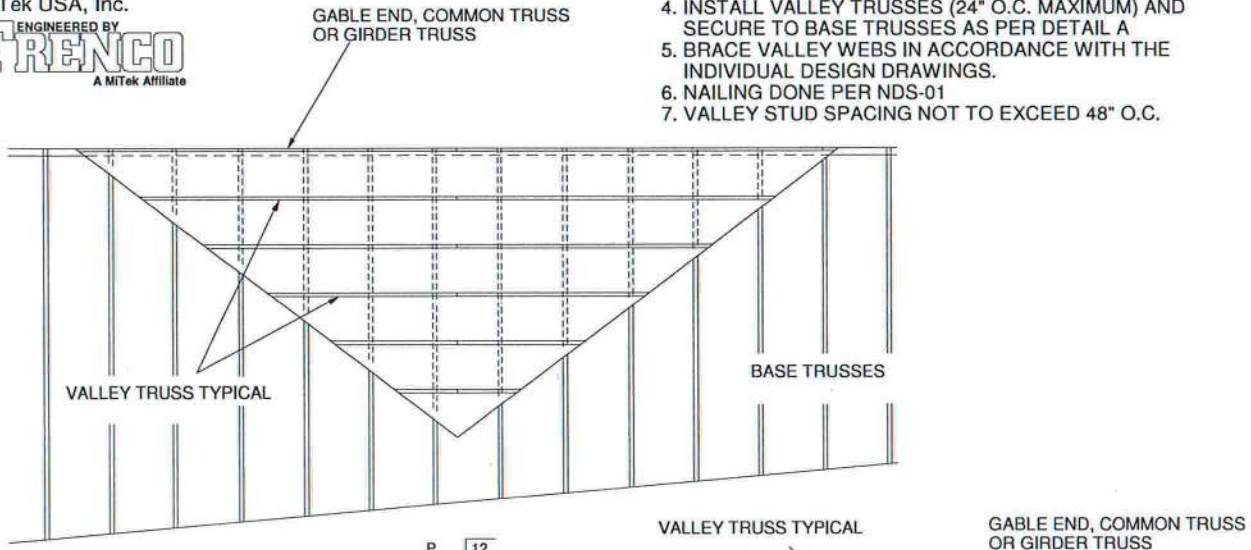 Tek USA, Inc.
ENGINEERED BY
TRENCO
A MiTek Affiliate
GABLE END, COMMON TRUSS
OR GIRDER TRUSS
4. INSTALL VALLEY TRUSSES (24" O.C. MAXIMUM) AND
SECURE TO BASE TRUSSES AS PER DETAIL A
5. BRACE VALLEY WEBS IN ACCORDANCE WITH THE
INDIVIDUAL DESIGN DRAWINGS.
6. NAILING DONE PER NDS-01
7. VALLEY STUD SPACING NOT TO EXCEED 48" O.C.
VALLEY TRUSS TYPICAL
BASE TRUSSES
VALLEY TRUSS TYPICAL
GABLE END, COMMON TRUSS
OR GIRDER TRUSS
P 12